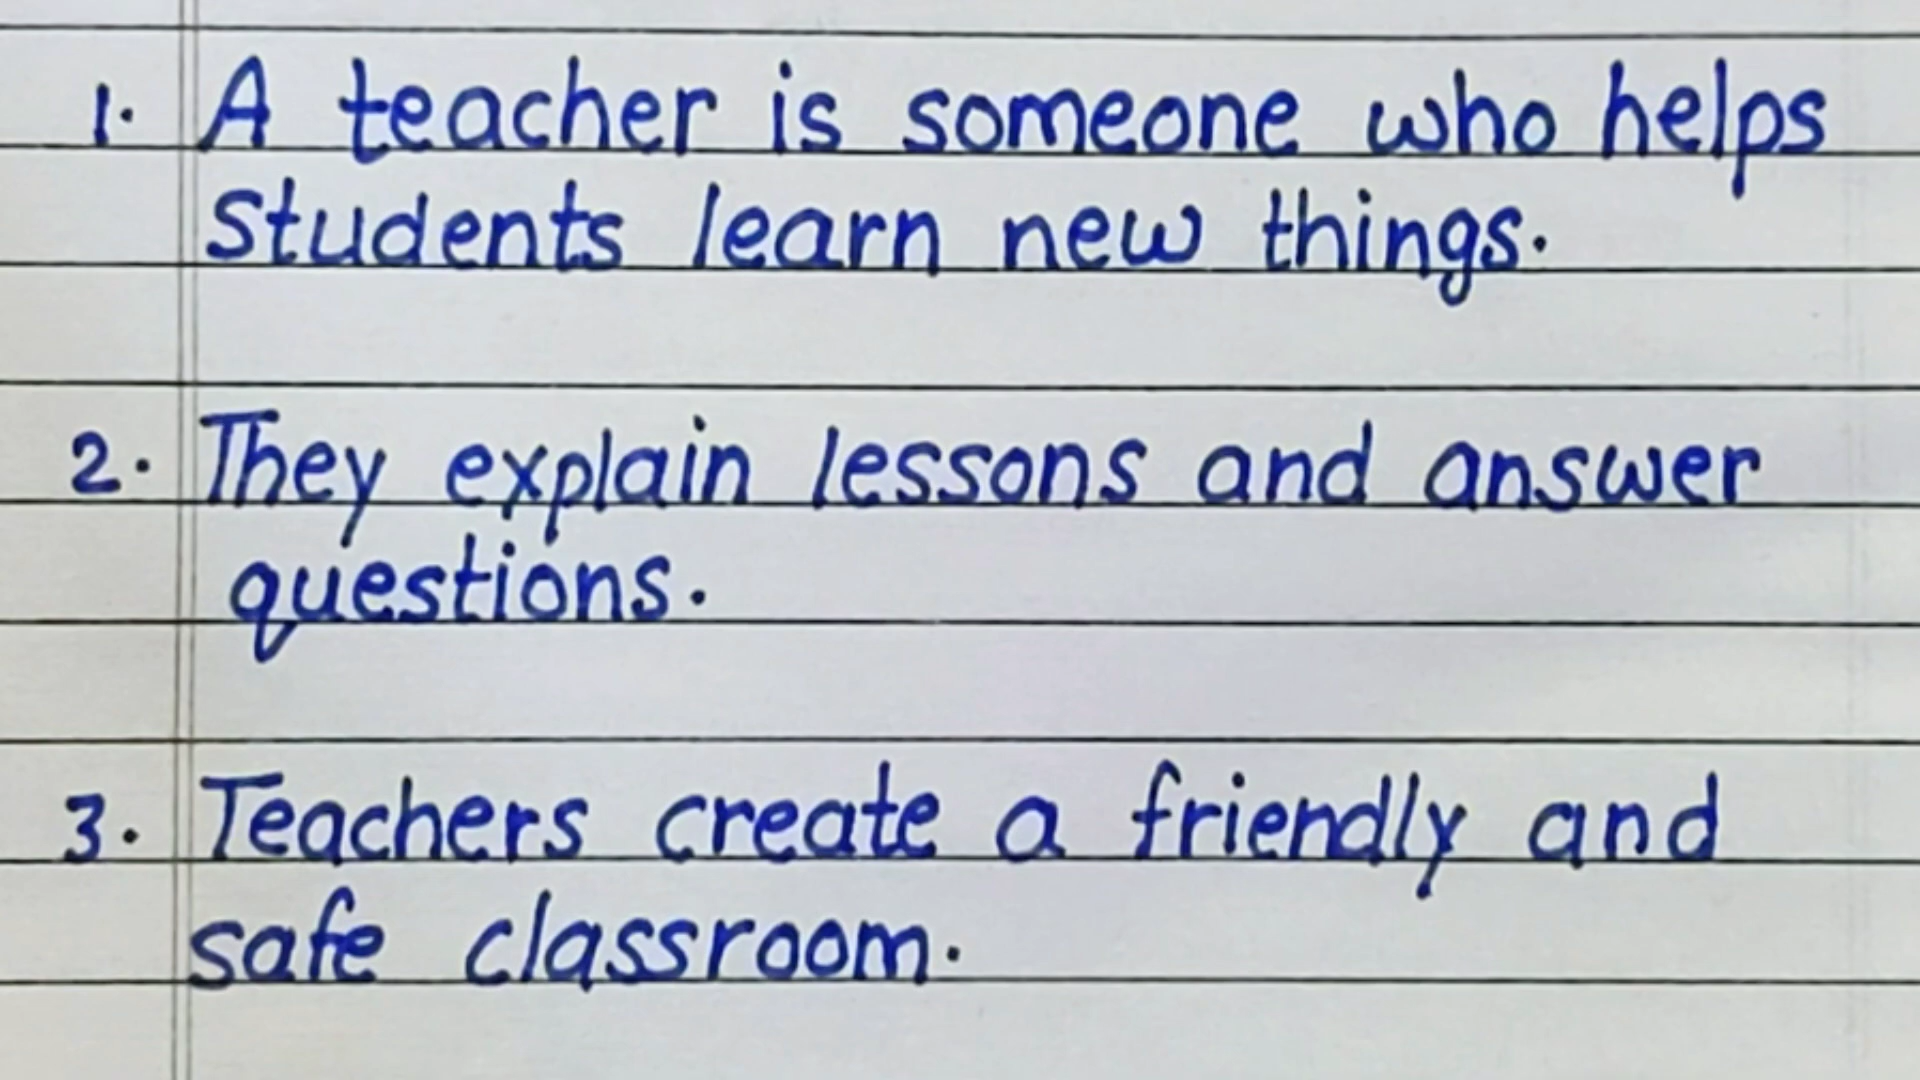 1. A teacher is someone who helps
students learn new things.
2. They explain lessons and answer
questions.
3. Teachers create a friendly and
safe classroom.